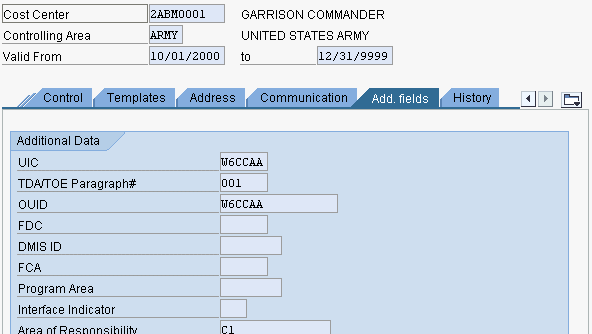 Cost Center 2ABM0001 GARRISON COMMANDER
Controlling Area ARMY UNITED STATES ARMY
Valid From 10/01/2000 to 12/31/9999
Control Templates Address Communication Add. fields History
Additional Data
UIC W6CCAA
TDA/TOE Paragraph# 001
OUID W6CCAA
FDC
DMIS ID
FCA
Program Area
Interface Indicator
Area of Responsibility C1